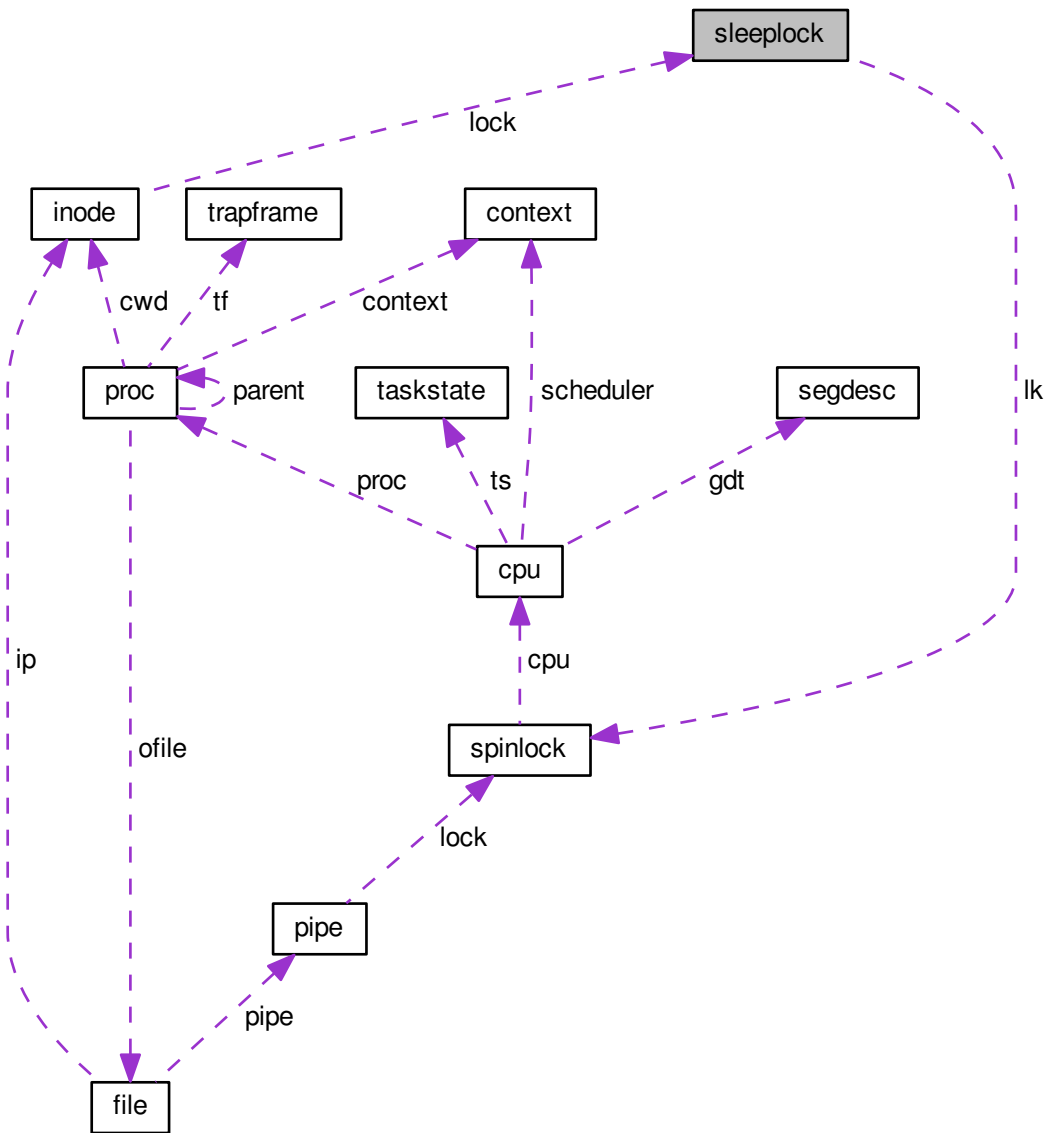 sleeplock
lock
inode
trapframe
context
cwd
tf
context
proc
parent
taskstate
scheduler
segdesc
lk
proc
ts
gdt
cpu
ip
cpu
ofile
spinlock
lock
pipe
pipe
file